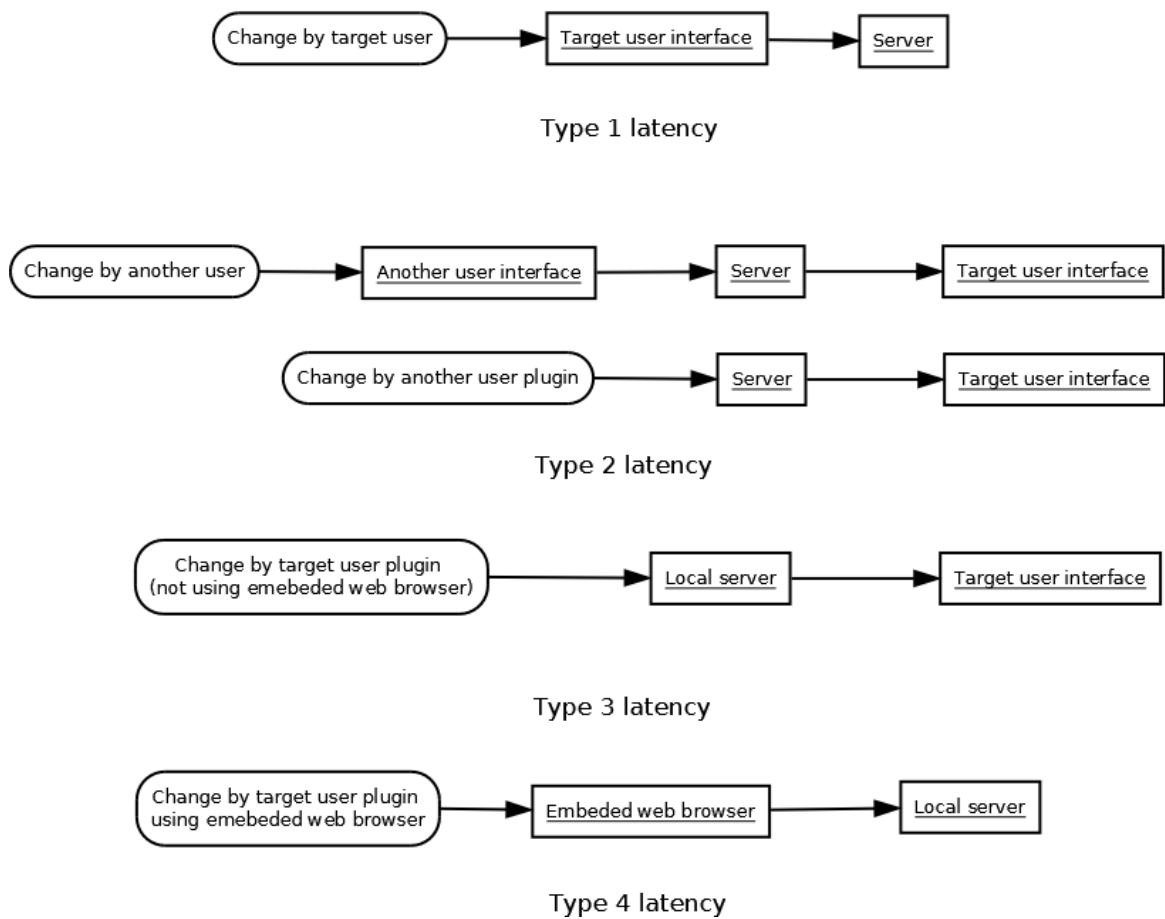 Change by target user
Target user interface
Server
Type 1 latency
Change by another user
Another user interface
Server
Target user interface
Change by another user plugin
Server
Target user interface
Type 2 latency
Change by target user plugin
(not using emebeded web browser)
Local server
Target user interface
Type 3 latency
Change by target user plugin
using emebeded web browser
Embeded web browser
Local server
Type 4 latency